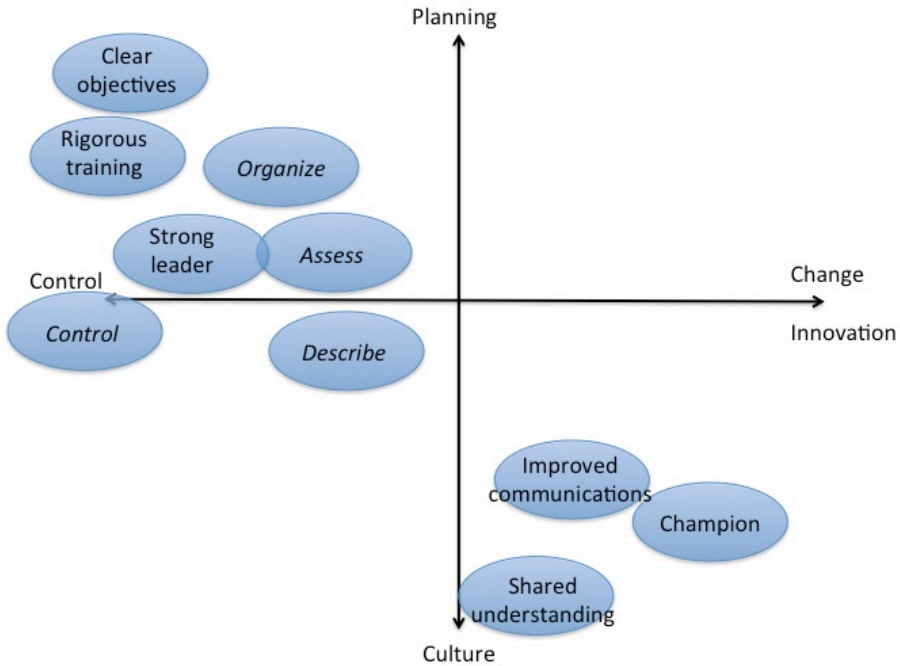 Planning
Clear
objectives
Rigorous
training
Organize
Strong
leader
Assess
Control
Change
Control
Innovation
Describe
Improved
communications
Champion
Shared
understanding
Culture